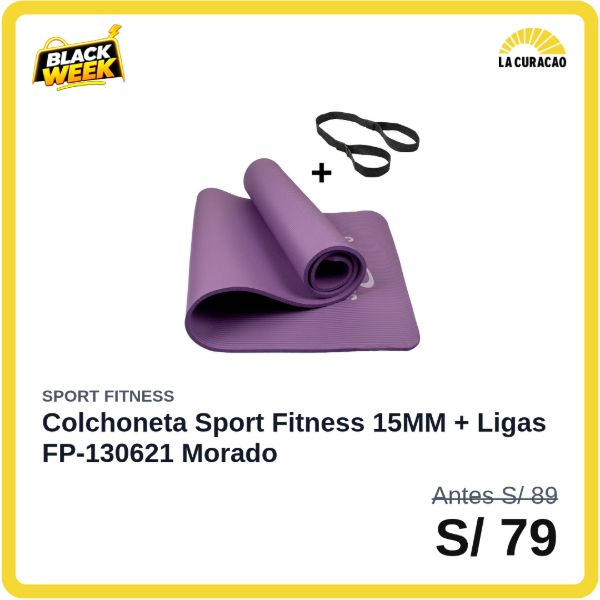 BLACK
WEEK
LA CURACAO
+
SPORT FITNESS
Colchoneta Sport Fitness 15MM + Ligas
FP-130621 Morado
Antes S/ 89
S/ 79